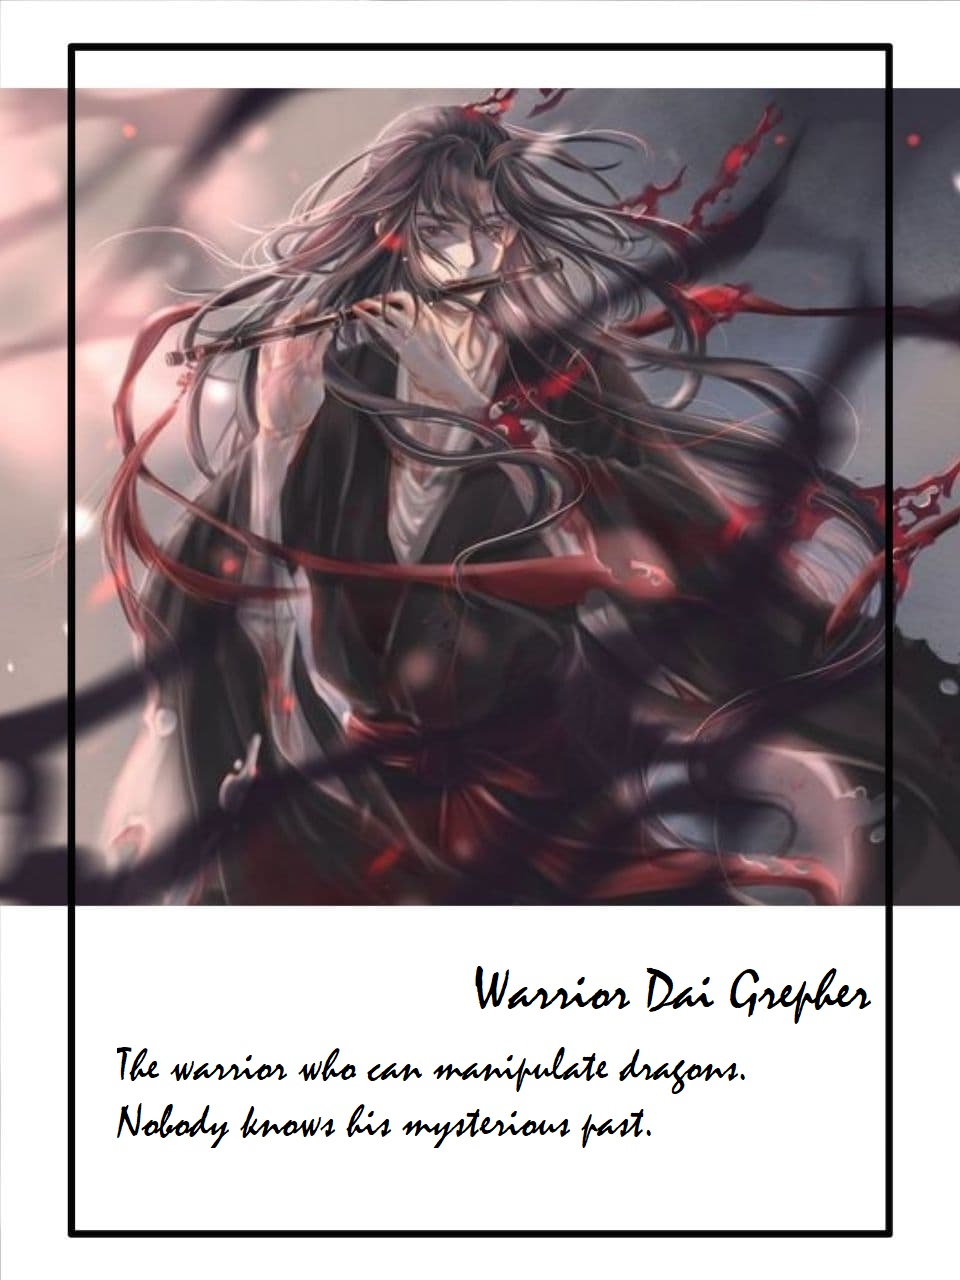 Warrior Dai Grepher
The warrior who can manipulate dragons.
Nobody knows his mysterious past.